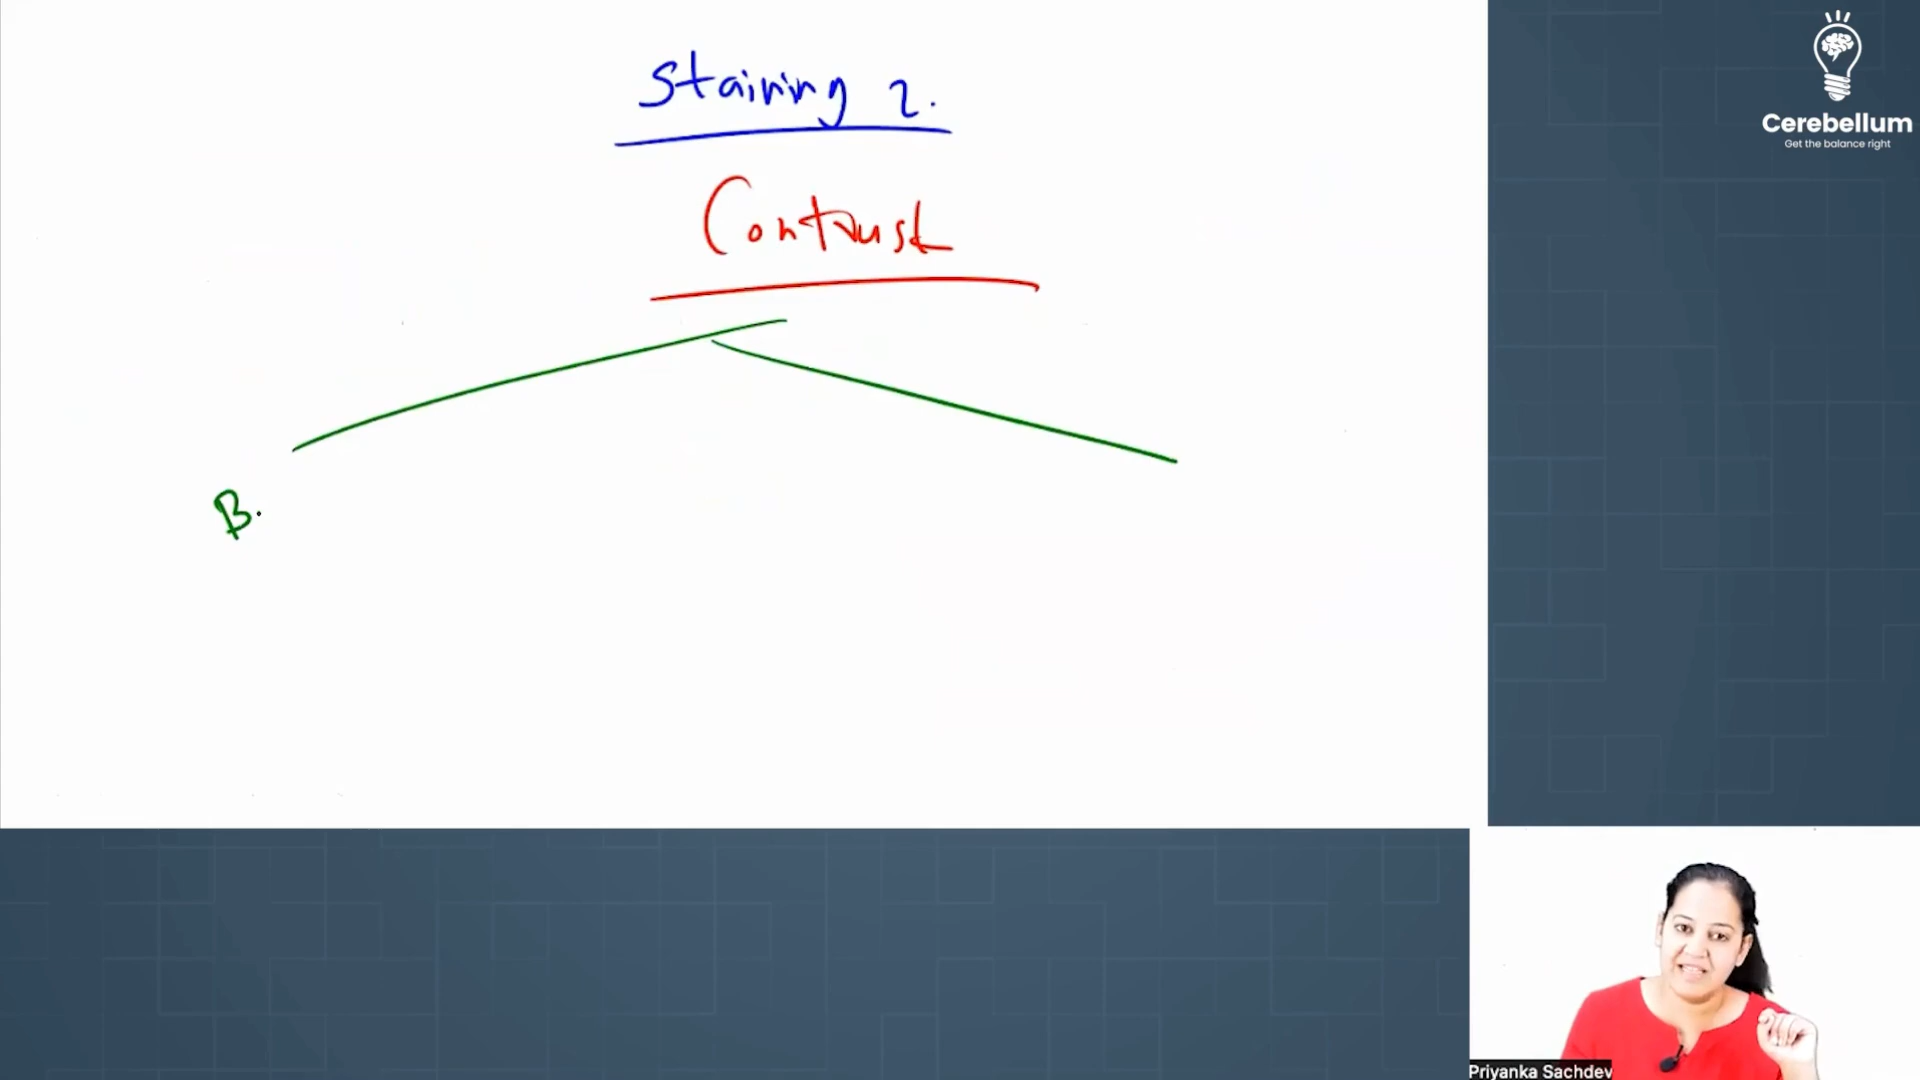 Staining 2.
Contrast
B.
Cerebellum
Get the balance right
Priyanka Sachdev